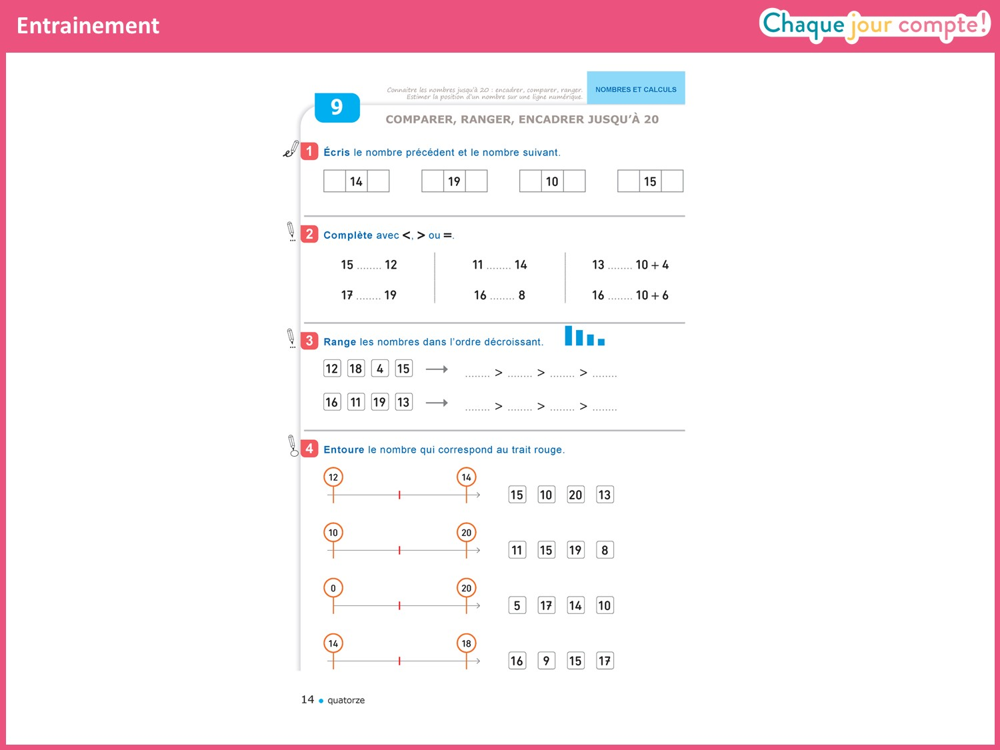 Entrainement
Chaque jour compte!
Connaitre les nombres jusqu'à 20 : encadrer, comparer, ranger.
Estimer la position d'un nombre sur une ligne numérique.
NOMBRES ET CALCULS
9
COMPARER, RANGER, ENCADRER JUSQU'À 20
1 Écris le nombre précédent et le nombre suivant.
14 19 10 15
2 Complète avec <, > ou =.
15 ........ 12 11 ........ 14 13 ........ 10 + 4
17 ........ 19 16 ........ 8 16 ........ 10 + 6
3 Range les nombres dans l'ordre décroissant.
12 18 4 15 ........ > ........ > ........ > ........
16 11 19 13 ........ > ........ > ........ > ........
4 Entoure le nombre qui correspond au trait rouge.
12 14
15 10 20 13
10 20
11 15 19 8
0 20
5 17 14 10
14 18
16 9 15 17
14 • quatorze